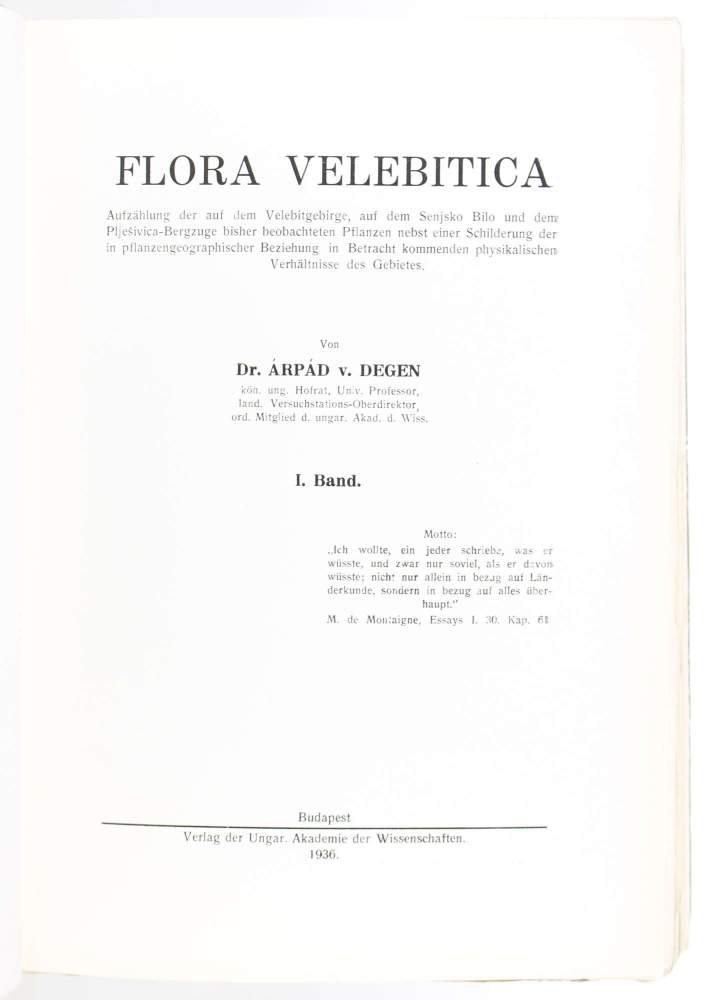 FLORA VELEBITICA
Aufzählung der auf dem Velebitgebirge, auf dem Senjsko Bilo und dem
Plješivica-Bergzuge bisher beobachteten Pflanzen nebst einer Schilderung der
in pflanzengeographischer Beziehung in Betracht kommenden physikalischen
Verhältnisse des Gebietes.
Von
Dr. ÁRPÁD v. DEGEN
kön. ung. Hofrat, Univ. Professor,
land. Versuchstations-Oberdirektor,
ord. Mitglied d. ungar. Akad. d. Wiss.
I. Band.
Motto:
„Ich wollte, ein jeder schriebe, was er
wüsste, und zwar nur soviel, als er davon
wüsste; nicht nur allein in bezug auf Län-
derkunde, sondern in bezug auf alles über-
haupt."
M. de Montaigne, Essays I. 30. Kap.
Budapest
Verlag der Ungar. Akademie der Wissenschaften.
1936.